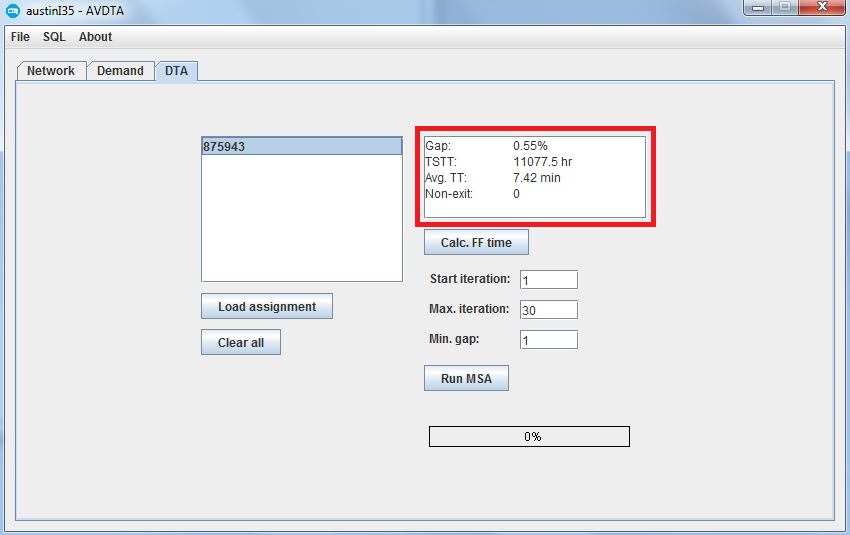 austinI35 - AVDTA
File SQL About
Network Demand DTA
875943
Gap: 0.55%
TSTT: 11077.5 hr
Avg. TT: 7.42 min
Non-exit: 0
Calc. FF time
Start iteration: 1
Load assignment
Max. iteration: 30
Clear all
Min. gap: 1
Run MSA
0%